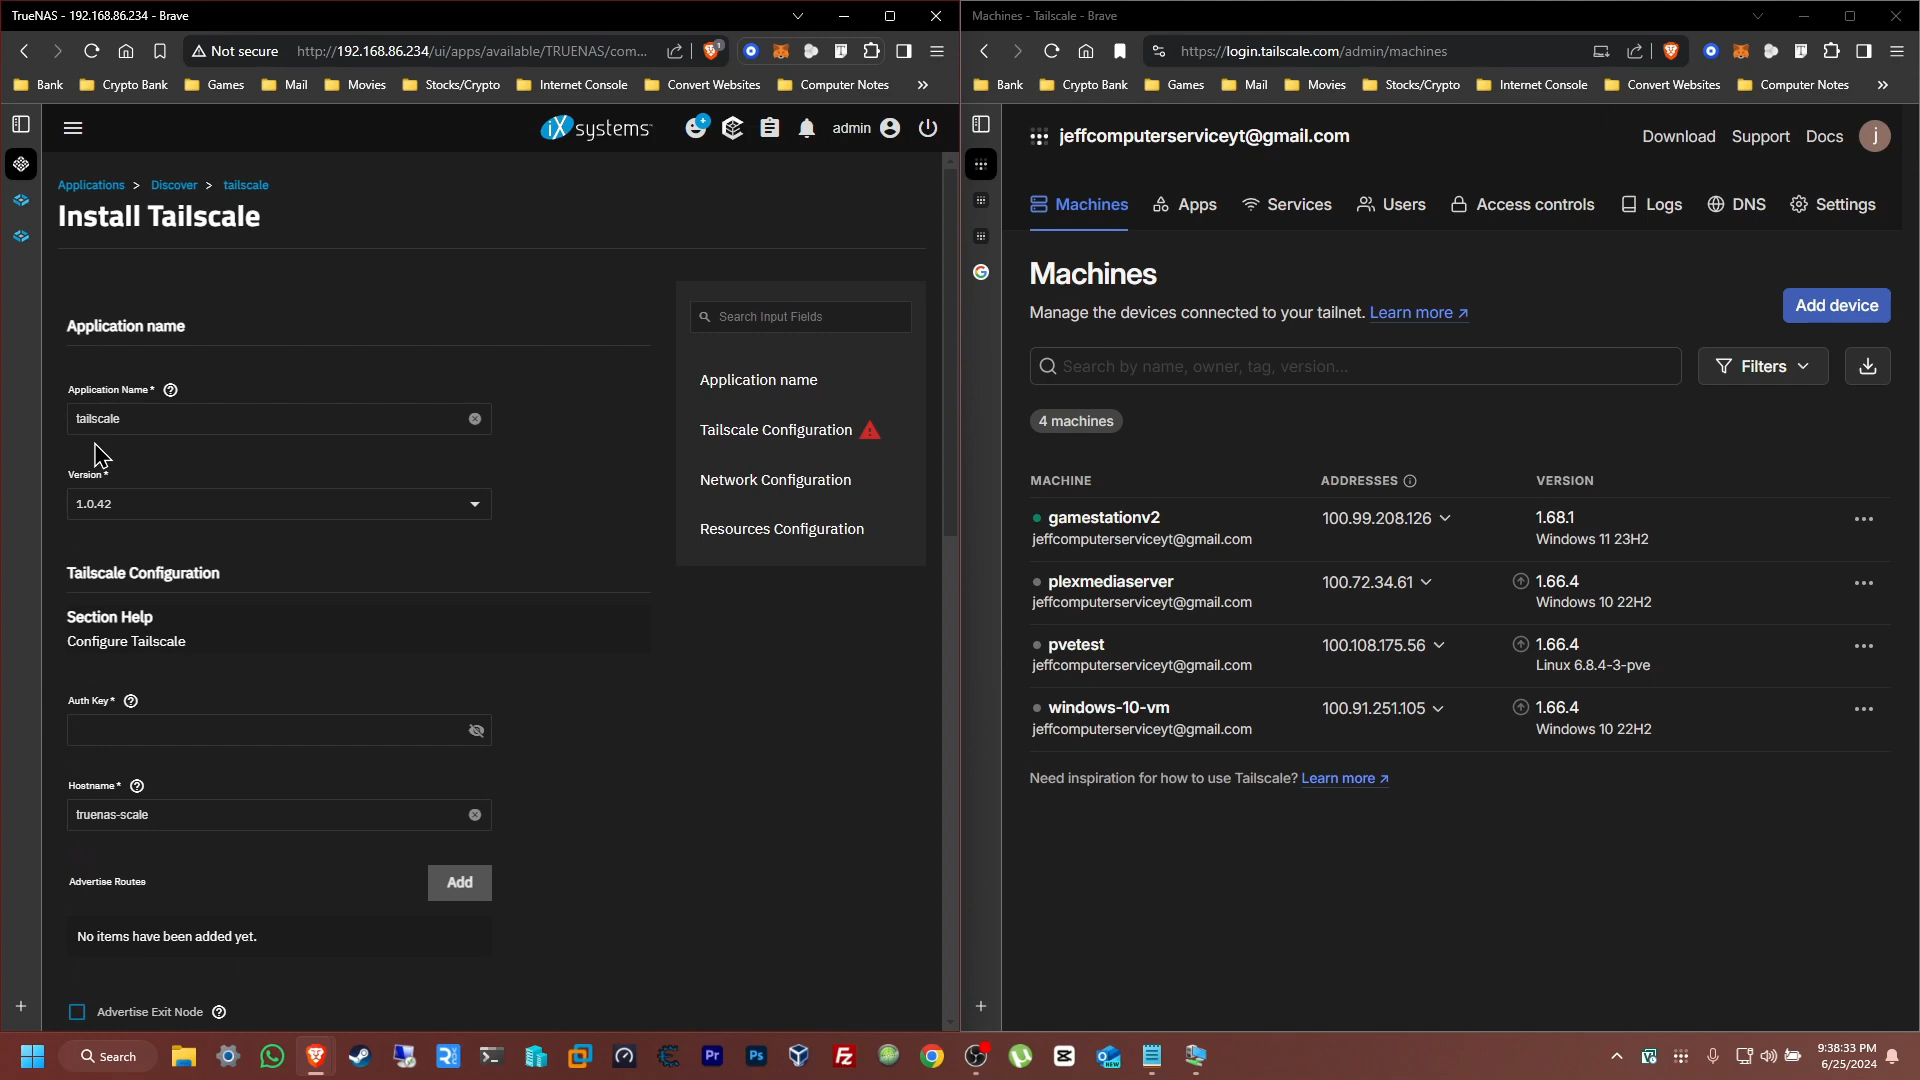 TrueNAS - 192.168.86.234 - Brave
Not secure
http://192.168.86.234/ui/apps/available/TRUENAS/com...
1
Bank
Crypto Bank
Games
Mail
Movies
Stocks/Crypto
Internet Console
Convert Websites
Computer Notes
»
iXsystems
admin
Applications > Discover > tailscale
Install Tailscale
Application name
Application Name*
tailscale
Version*
1.0.42
Tailscale Configuration
Section Help
Configure Tailscale
Auth Key*
Hostname*
truenas-scale
Advertise Routes
Add
No items have been added yet.
Advertise Exit Node
Search Input Fields
Application name
Tailscale Configuration
Network Configuration
Resources Configuration
Machines - Tailscale - Brave
https://login.tailscale.com/admin/machines
Bank
Crypto Bank
Games
Mail
Movies
Stocks/Crypto
Internet Console
Convert Websites
Computer Notes
»
jeffcomputerserviceyt@gmail.com
Download
Support
Docs
j
Machines
Apps
Services
Users
Access controls
Logs
DNS
Settings
Machines
Manage the devices connected to your tailnet. Learn more ↗
Add device
Search by name, owner, tag, version...
Filters
4 machines
MACHINE
ADDRESSES
VERSION
gamestationv2
jeffcomputerserviceyt@gmail.com
100.99.208.126
1.68.1
Windows 11 23H2
plexmediaserver
jeffcomputerserviceyt@gmail.com
100.72.34.61
1.66.4
Windows 10 22H2
pvetest
jeffcomputerserviceyt@gmail.com
100.108.175.56
1.66.4
Linux 6.8.4-3-pve
windows-10-vm
jeffcomputerserviceyt@gmail.com
100.91.251.105
1.66.4
Windows 10 22H2
Need inspiration for how to use Tailscale? Learn more ↗
Search
Pr
Ps
Fz
NEW
9:38:33 PM
6/25/2024